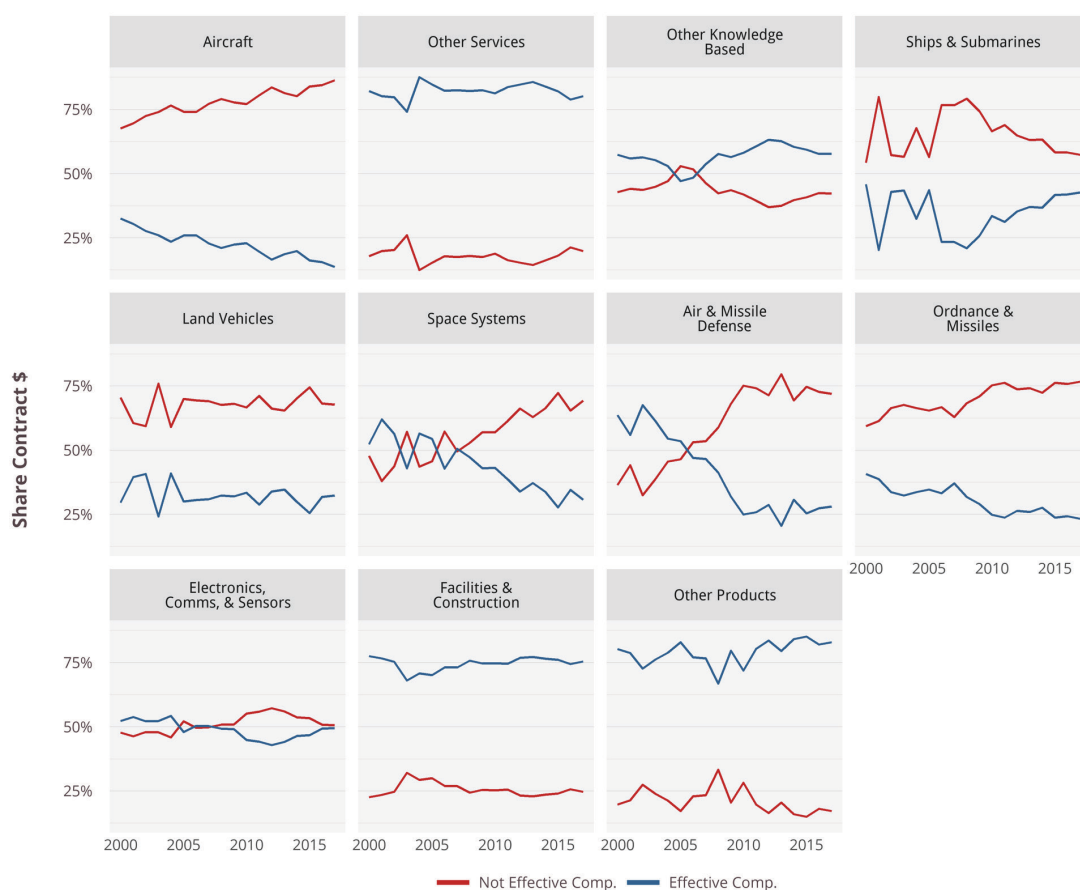 Aircraft
Other Services
Other Knowledge
Based
Ships & Submarines
75%
50%
25%
Land Vehicles
Space Systems
Air & Missile
Defense
Ordnance &
Missiles
75%
50%
25%
Share Contract $
2000 2005 2010 2015
Electronics,
Comms, & Sensors
Facilities &
Construction
Other Products
75%
50%
25%
2000 2005 2010 2015 2000 2005 2010 2015 2000 2005 2010 2015
Not Effective Comp. Effective Comp.